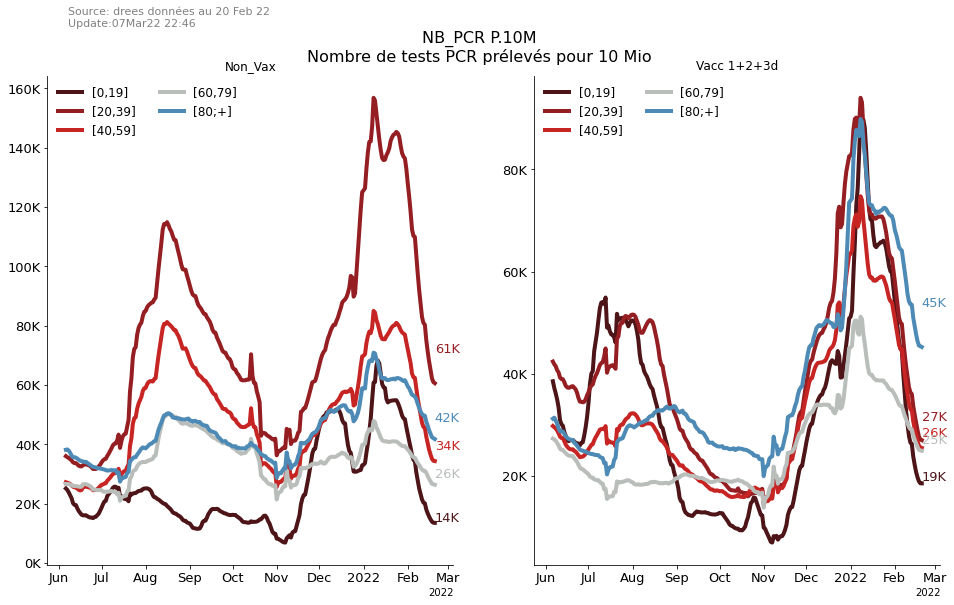 Source: drees données au 20 Feb 22
Update:07Mar22 22:46
NB_PCR P.10M
Nombre de tests PCR prélevés pour 10 Mio
Non_Vax
[0,19]
[20,39]
[40,59]
[60,79]
[80;+]
160K
140K
120K
100K
80K
60K
40K
20K
0K
61K
42K
34K
26K
14K
Jun Jul Aug Sep Oct Nov Dec 2022 Feb Mar
2022
Vacc 1+2+3d
[0,19]
[20,39]
[40,59]
[60,79]
[80;+]
80K
60K
40K
20K
45K
27K
26K
25K
19K
Jun Jul Aug Sep Oct Nov Dec 2022 Feb Mar
2022